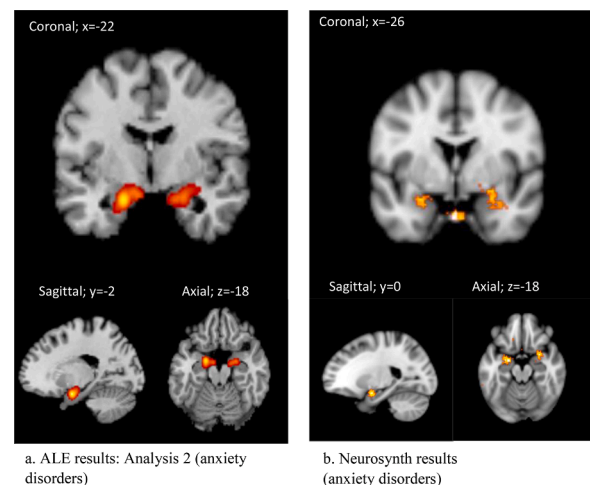 Coronal; x=-22
Coronal; x=-26
Sagittal; y=-2
Axial; z=-18
Sagittal; y=0
Axial; z=-18
a. ALE results: Analysis 2 (anxiety
disorders)
b. Neurosynth results
(anxiety disorders)